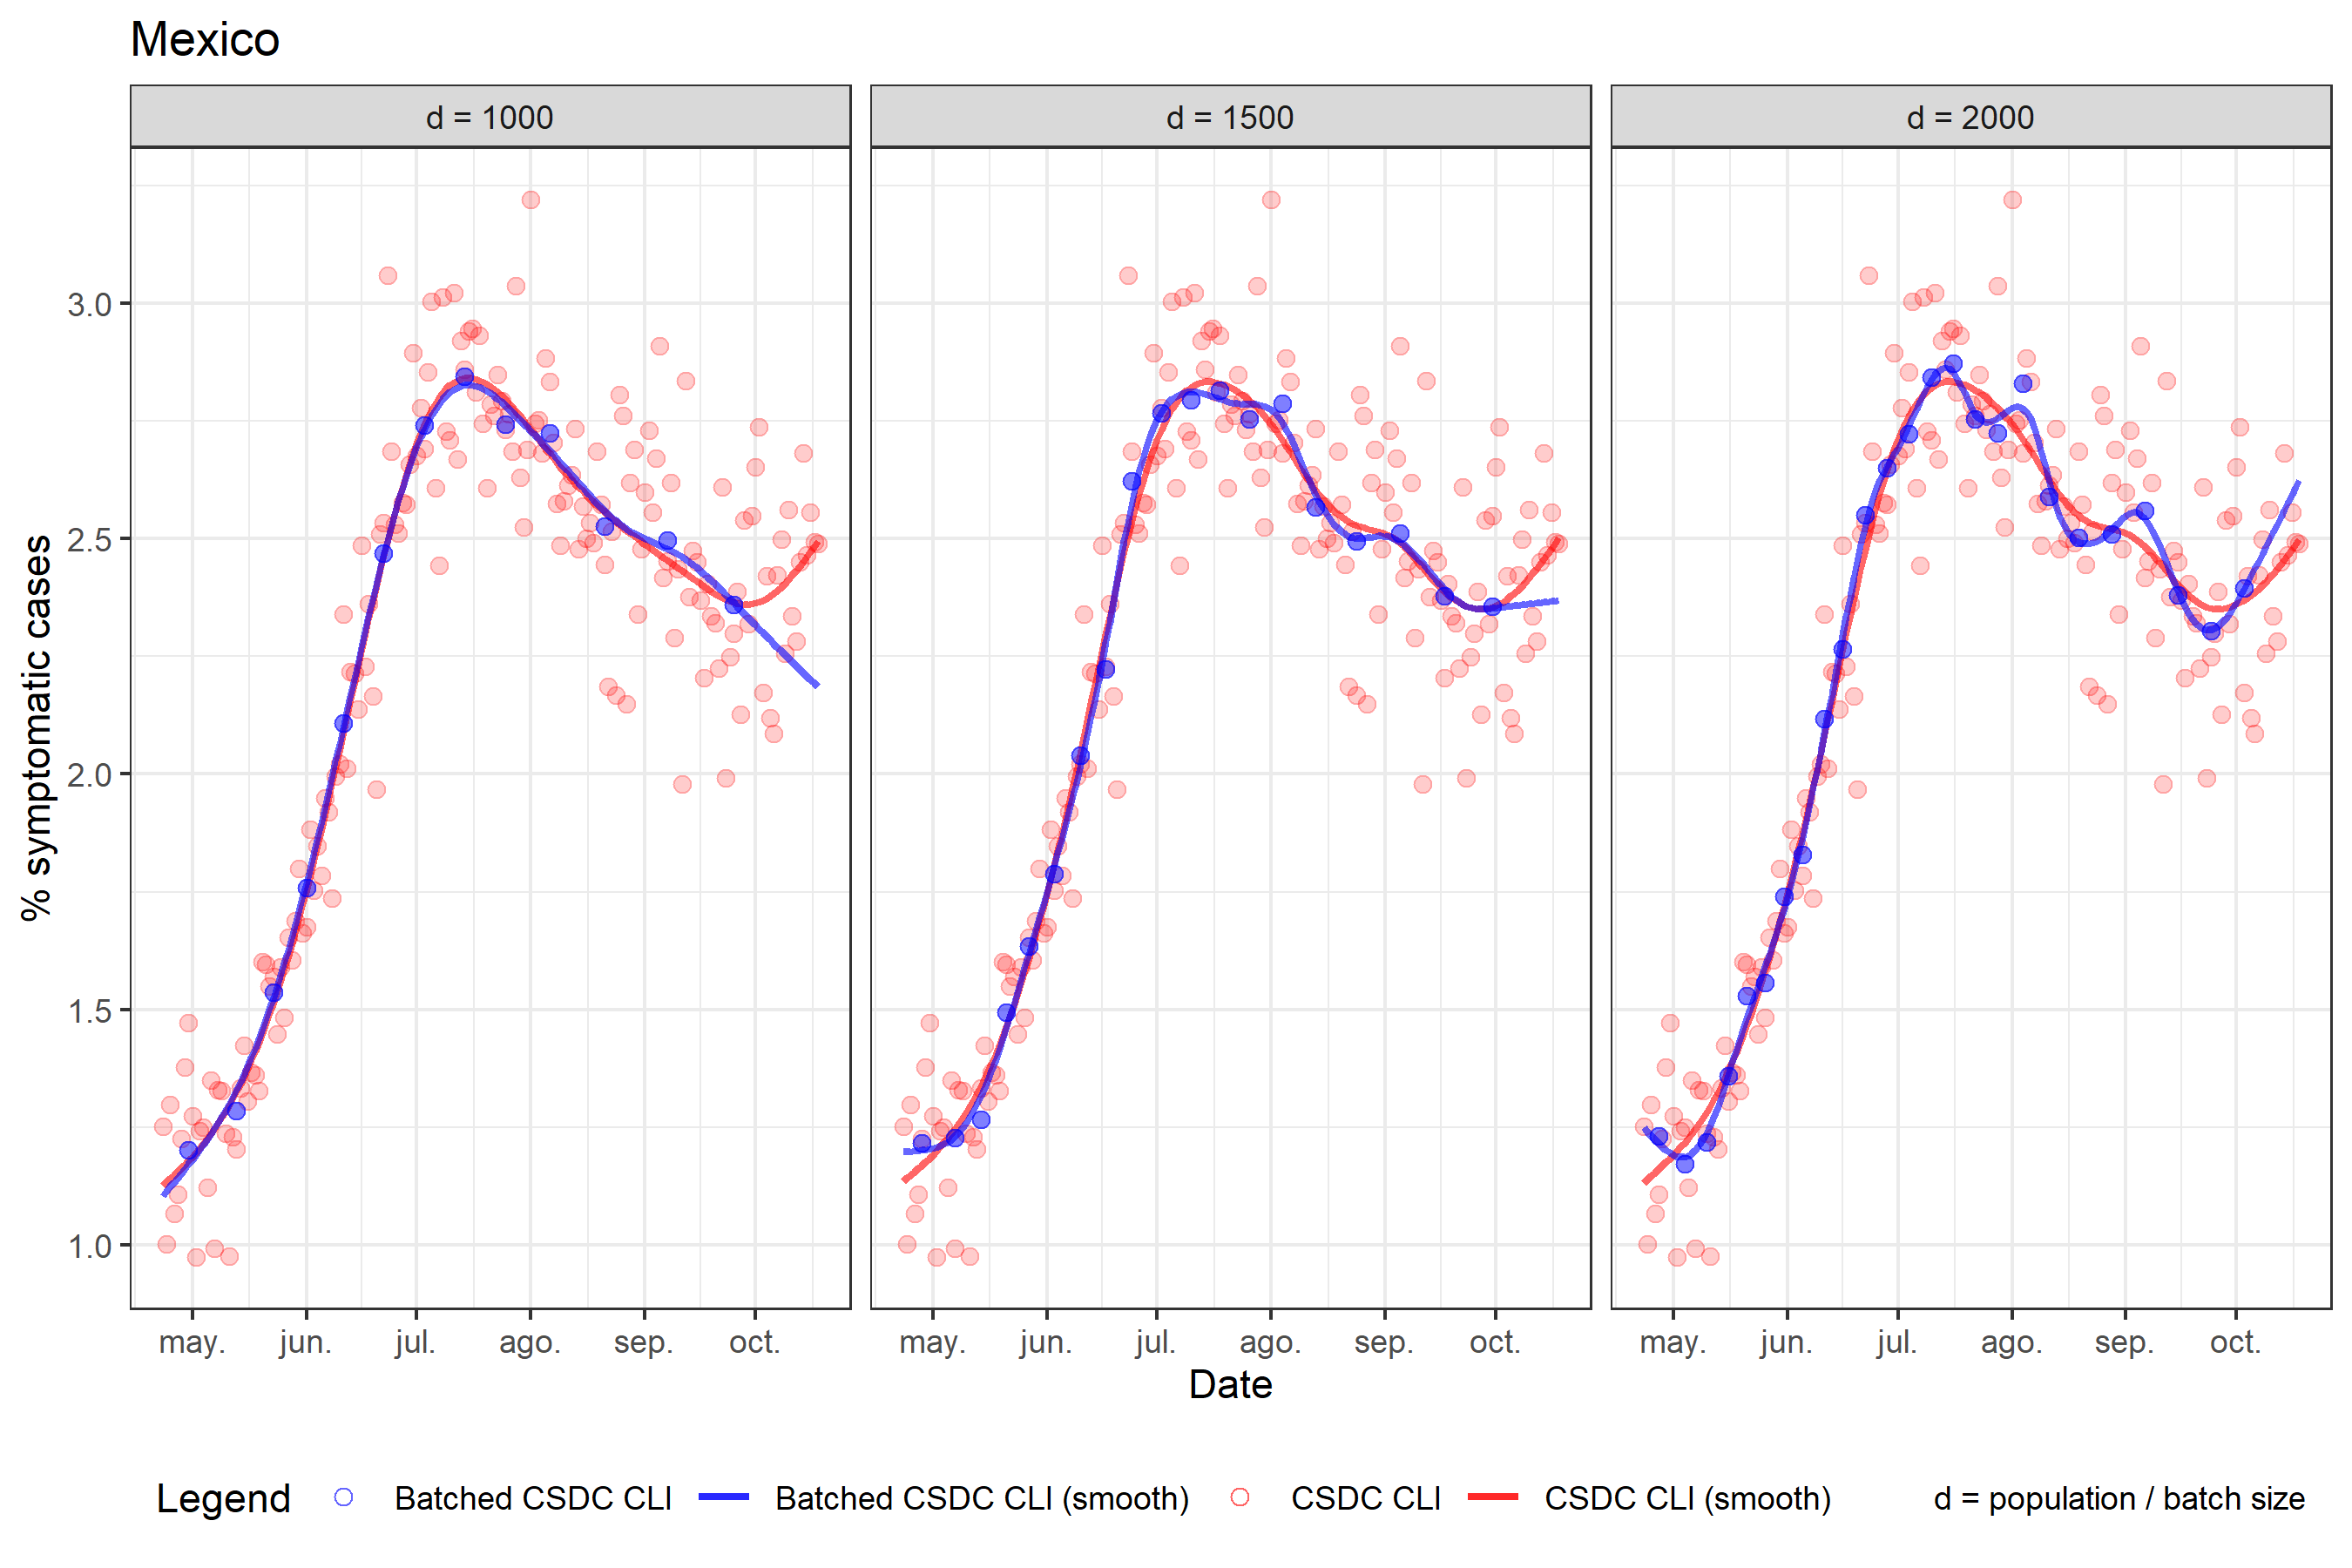 Mexico
d = 1000
d = 1500
d = 2000
% symptomatic cases
3.0
2.5
2.0
1.5
1.0
may. jun. jul. ago. sep. oct.
may. jun. jul. ago. sep. oct.
may. jun. jul. ago. sep. oct.
Date
Legend Batched CSDC CLI Batched CSDC CLI (smooth) CSDC CLI CSDC CLI (smooth) d = population / batch size